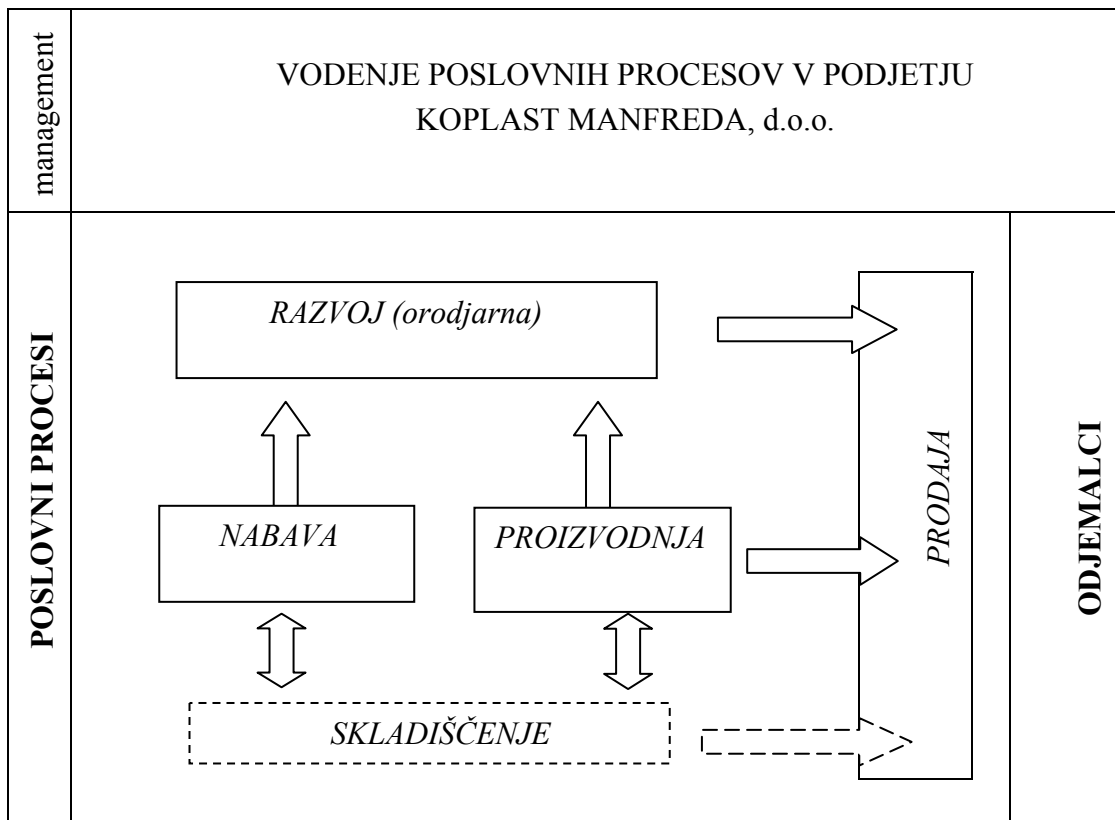 management
VODENJE POSLOVNIH PROCESOV V PODJETJU
KOPLAST MANFREDA, d.o.o.
POSLOVNI PROCESI
RAZVOJ (orodjarna)
NABAVA
PROIZVODNJA
SKLADIŠČENJE
PRODAJA
ODJEMALCI